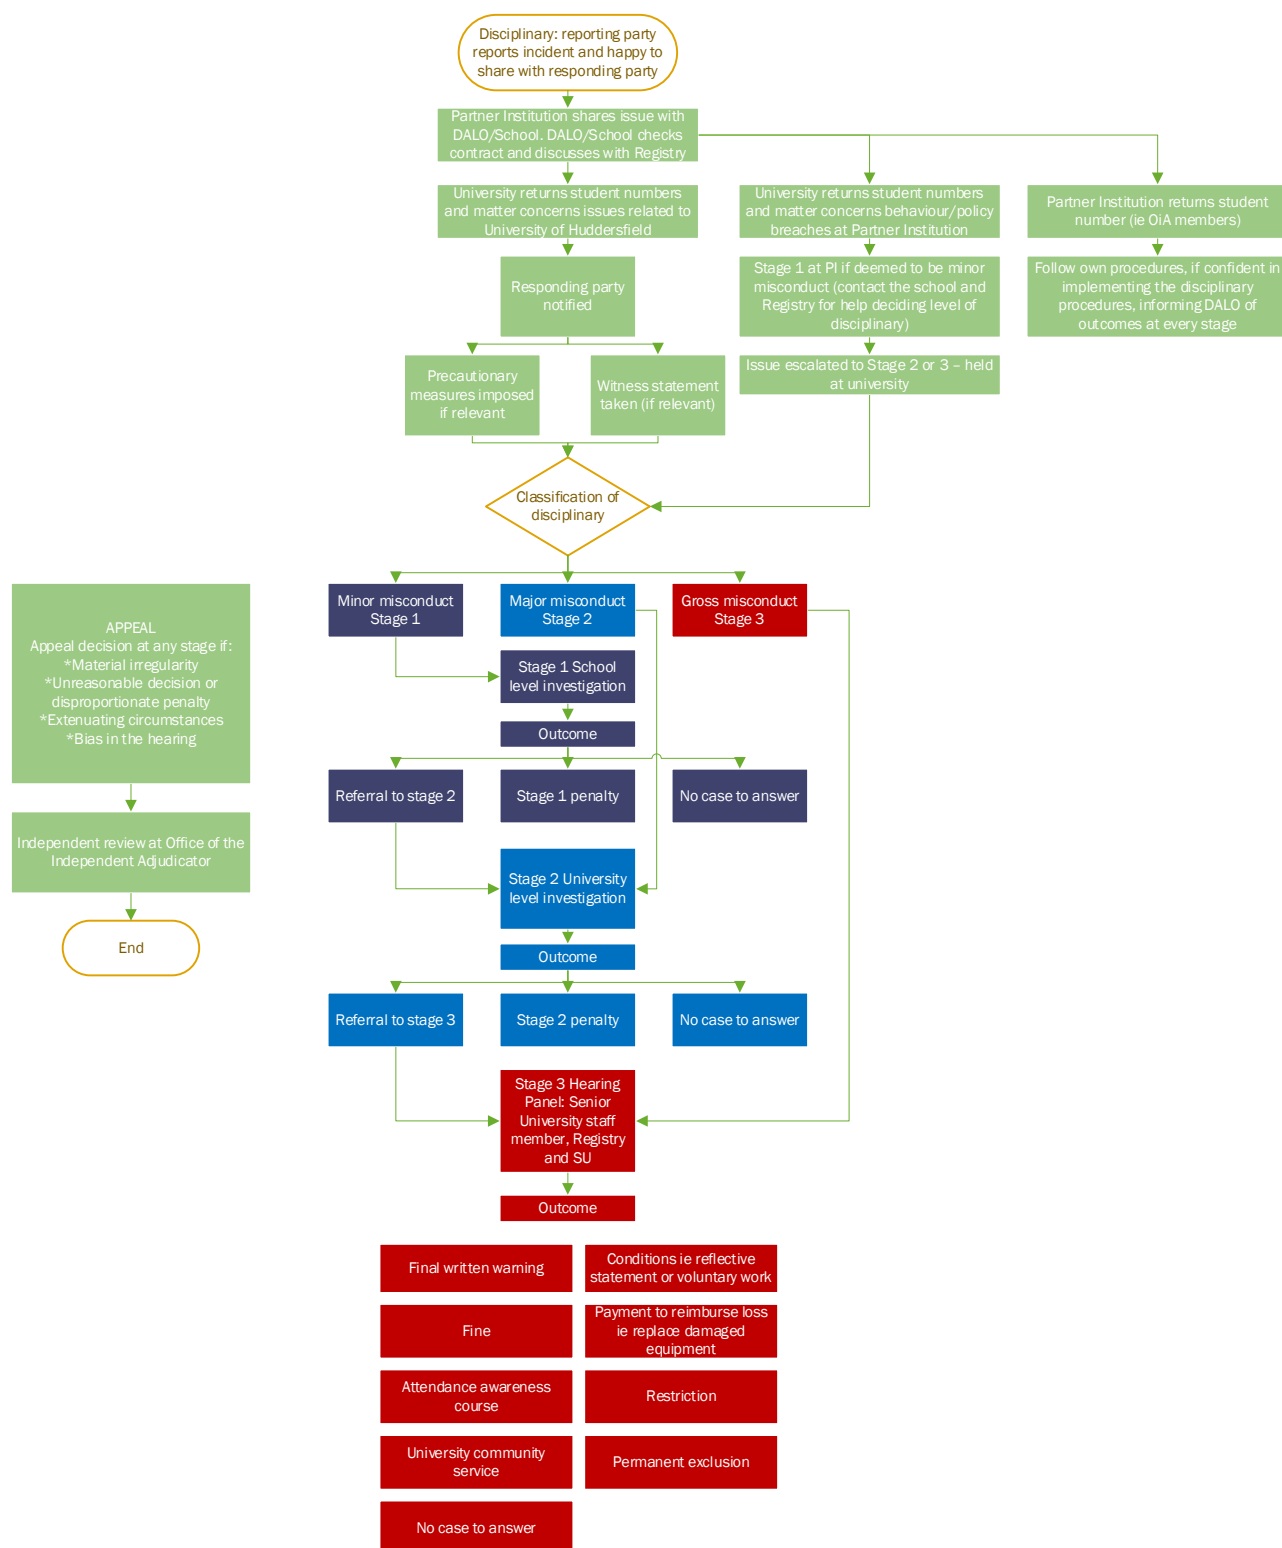 Disciplinary: reporting party
reports incident and happy to
share with responding party
Partner Institution shares issue with
DALO/School. DALO/School checks
contract and discusses with Registry
University returns student numbers
and matter concerns issues related to
University of Huddersfield
University returns student numbers
and matter concerns behaviour/policy
breaches at Partner Institution
Partner Institution returns student
number (ie OiA members)
Responding party
notified
Stage 1 at PI if deemed to be minor
misconduct (contact the school and
Registry for help deciding level of
disciplinary)
Follow own procedures, if confident in
implementing the disciplinary
procedures, informing DALO of
outcomes at every stage
Precautionary
measures imposed
if relevant
Witness statement
taken (if relevant)
Issue escalated to Stage 2 or 3 – held
at university
Classification of
disciplinary
Minor misconduct
Stage 1
Major misconduct
Stage 2
Gross misconduct
Stage 3
APPEAL
Appeal decision at any stage if:
*Material irregularity
*Unreasonable decision or
disproportionate penalty
*Extenuating circumstances
*Bias in the hearing
Stage 1 School
level investigation
Outcome
Referral to stage 2
Stage 1 penalty
No case to answer
Independent review at Office of the
Independent Adjudicator
Stage 2 University
level investigation
End
Outcome
Referral to stage 3
Stage 2 penalty
No case to answer
Stage 3 Hearing
Panel: Senior
University staff
member, Registry
and SU
Outcome
Final written warning
Conditions ie reflective
statement or voluntary work
Fine
Payment to reimburse loss
ie replace damaged
equipment
Attendance awareness
course
Restriction
University community
service
Permanent exclusion
No case to answer